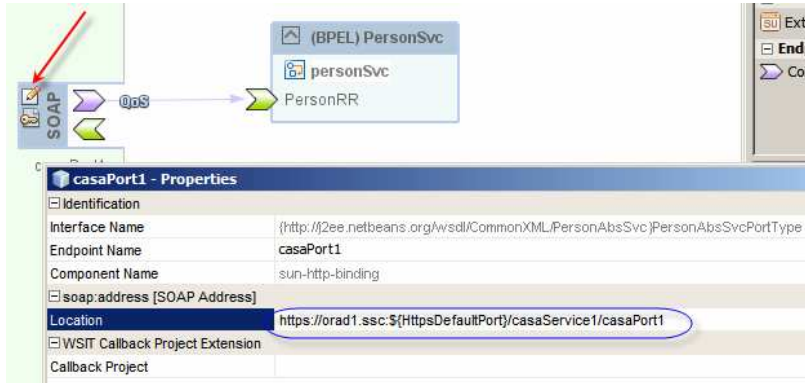 (BPEL) PersonSvc
personSvc
PersonRR
QoS
SOAP
SU Ext
End
Co
casaPort1 - Properties
Identification
Interface Name {http://j2ee.netbeans.org/wsdl/CommonXML/PersonAbsSvc}PersonAbsSvcPortType
Endpoint Name casaPort1
Component Name sun-http-binding
soap:address [SOAP Address]
Location https://orad1.ssc:${HttpsDefaultPort}/casaService1/casaPort1
WSIT Callback Project Extension
Callback Project